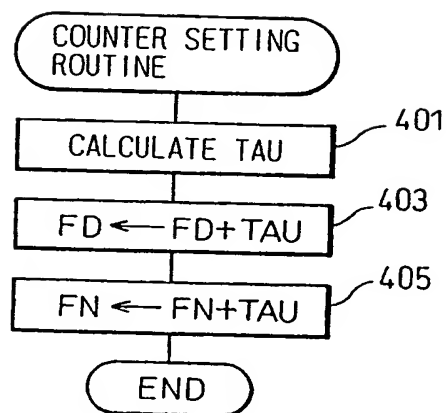 COUNTER SETTING
ROUTINE
CALCULATE TAU
401
FD ← FD+TAU
403
FN ← FN+TAU
405
END